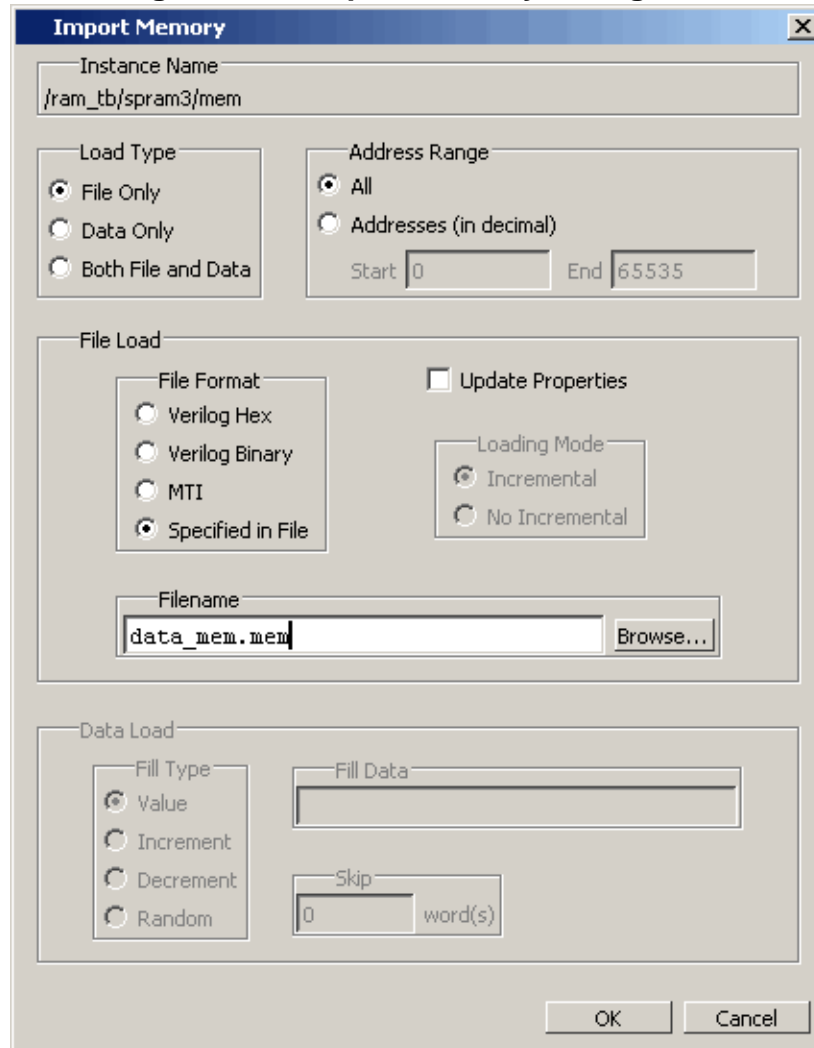 Import Memory
Instance Name
/ram_tb/spram3/mem
Load Type
File Only
Data Only
Both File and Data
Address Range
All
Addresses (in decimal)
Start 0 End 65535
File Load
File Format
Verilog Hex
Verilog Binary
MTI
Specified in File
Update Properties
Loading Mode
Incremental
No Incremental
Filename
data_mem.mem
Browse...
Data Load
Fill Type
Value
Increment
Decrement
Random
Fill Data
Skip
0 word(s)
OK Cancel